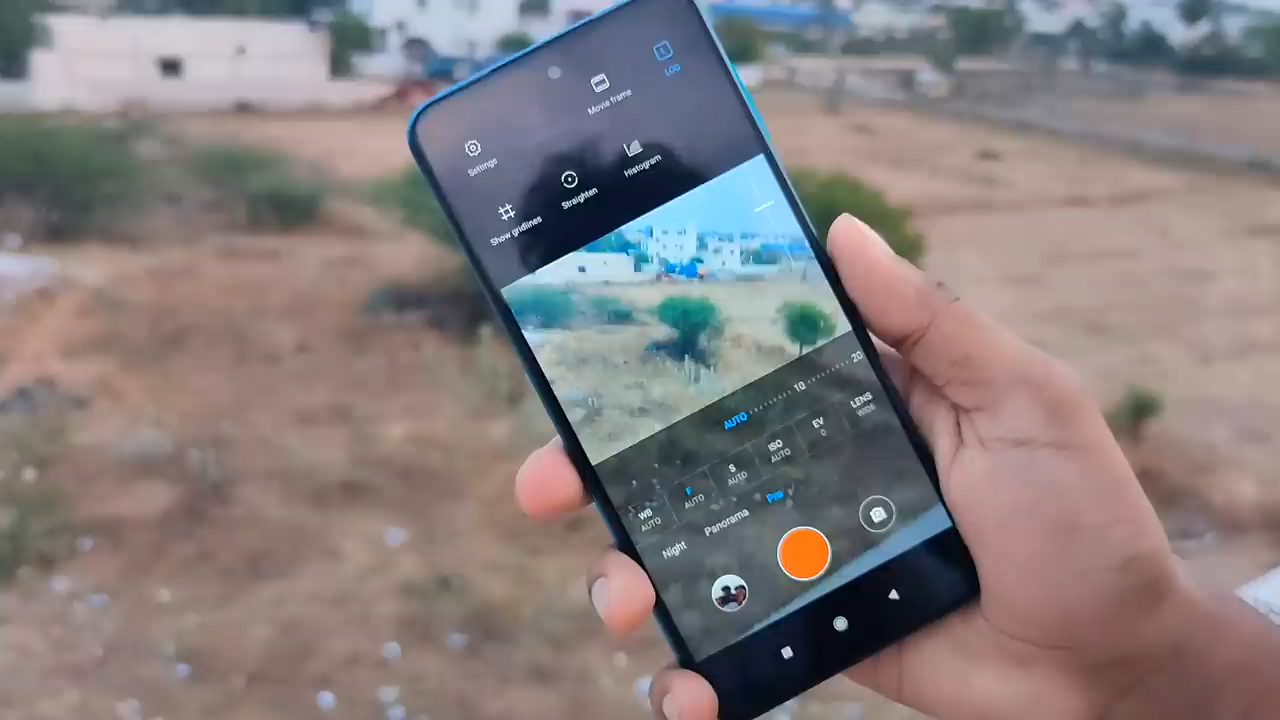 LOG
Movie frame
Settings
Straighten
Histogram
Show gridlines
AUTO 10 20
WB AUTO
F AUTO
S AUTO
ISO AUTO
EV 0
LENS WIDE
Night Panorama Pro